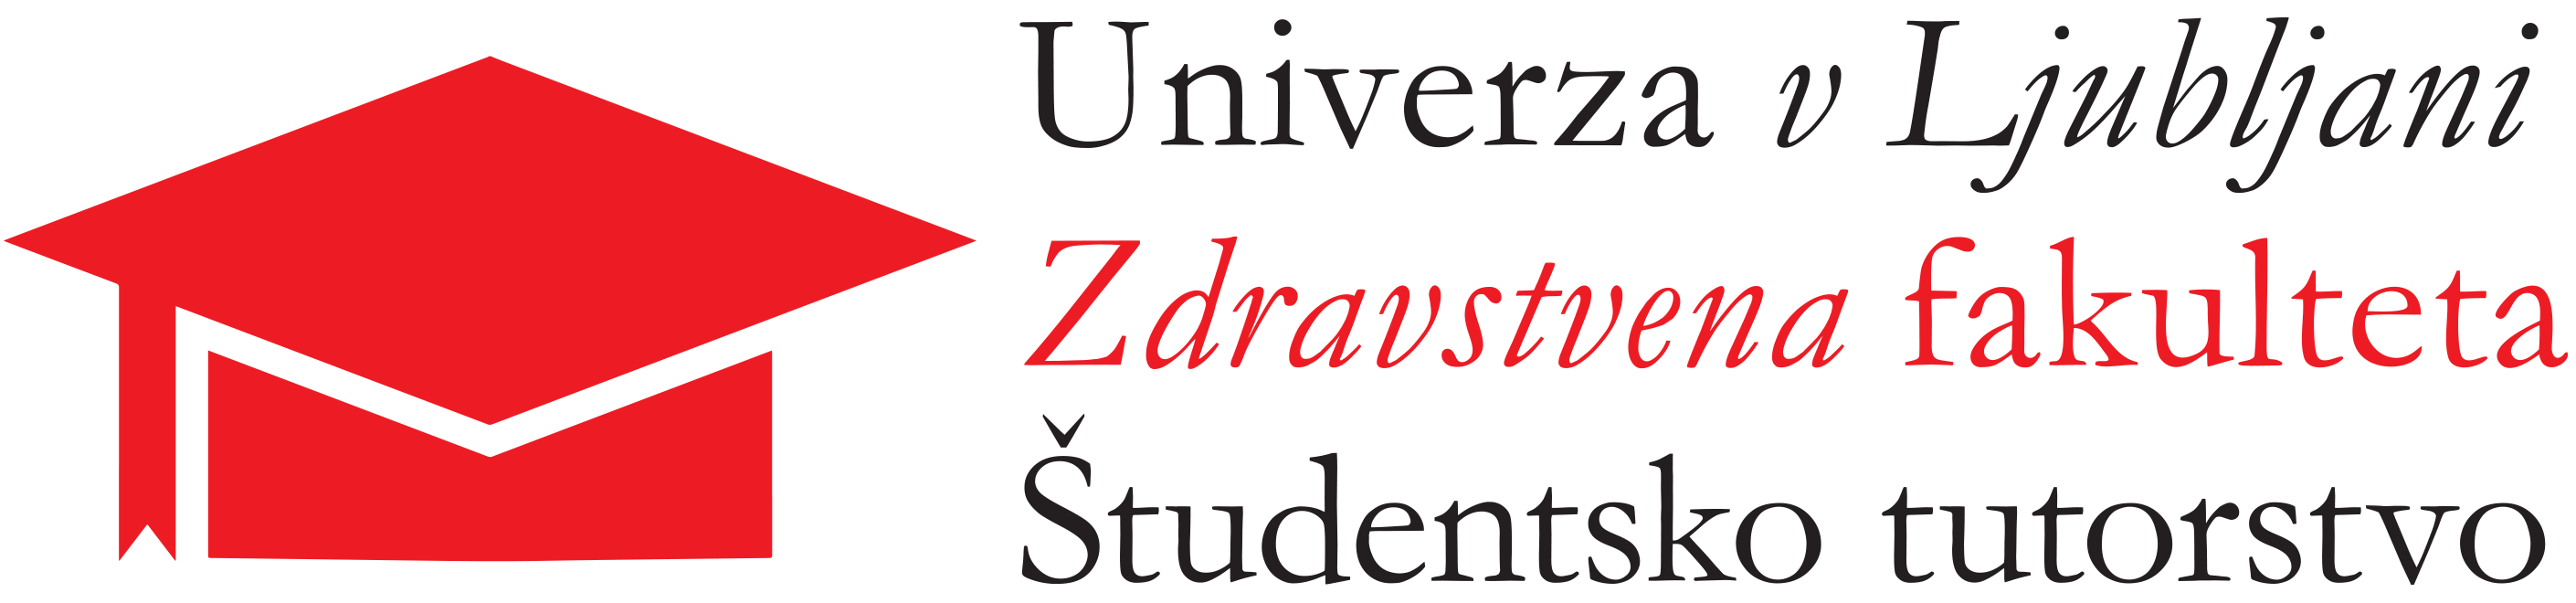 Univerza v Ljubljani
Zdravstvena fakulteta
Študentsko tutorstvo